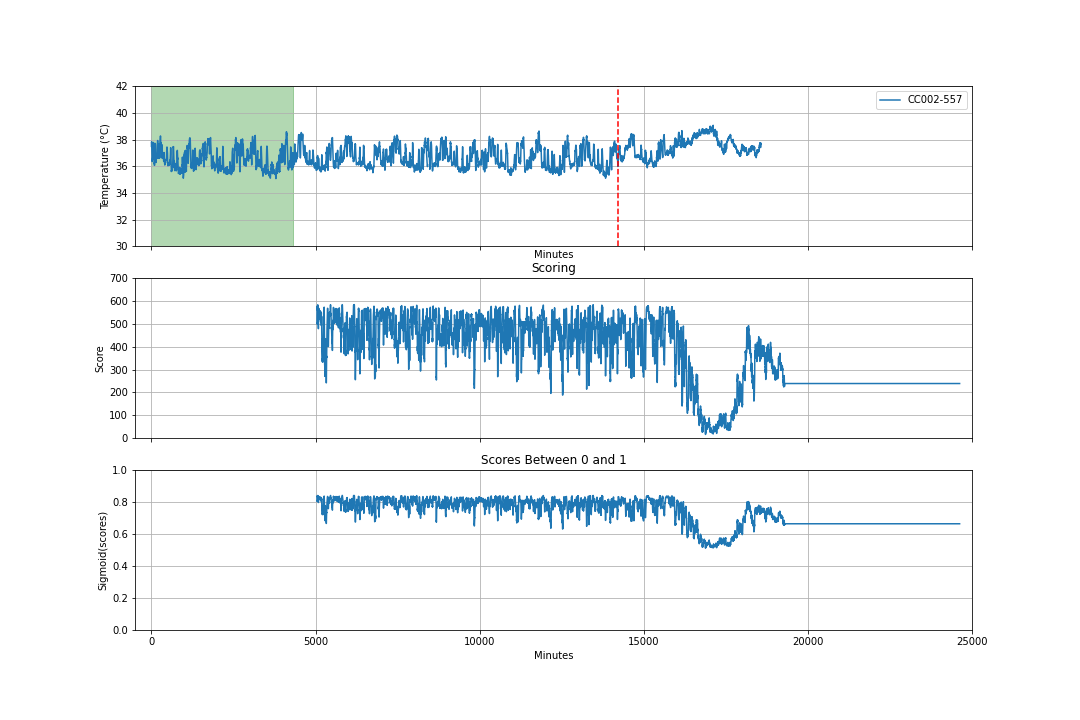 42
40
38
36
34
32
30
Temperature (°C)
CC002-557
Minutes
Scoring
700
600
500
400
300
200
100
0
Score
Scores Between 0 and 1
1.0
0.8
0.6
0.4
0.2
0.0
Sigmoid(scores)
0 5000 10000 15000 20000 25000
Minutes